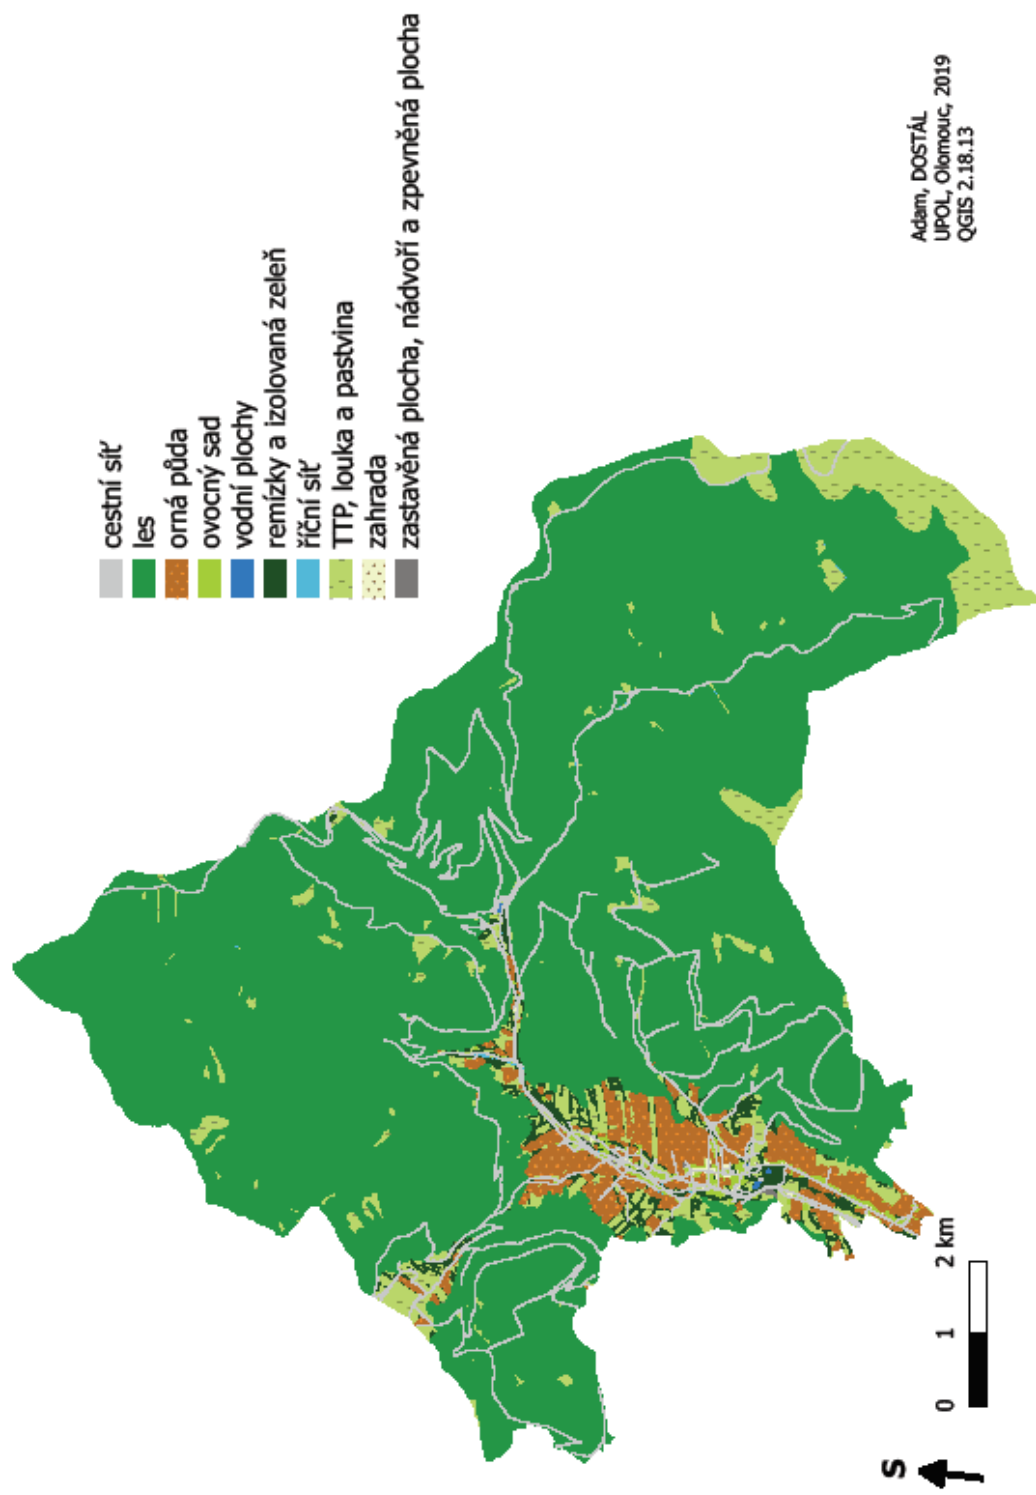 cestní síť
les
orná půda
ovocný sad
vodní plochy
remízky a izolovaná zeleň
říční síť
TTP, louka a pastvina
zahrada
zastavěná plocha, nádvoří a zpevněná plocha
S
0 1 2 km
Adam, DOSTÁL
UPOL, Olomouc, 2019
QGIS 2.18.13